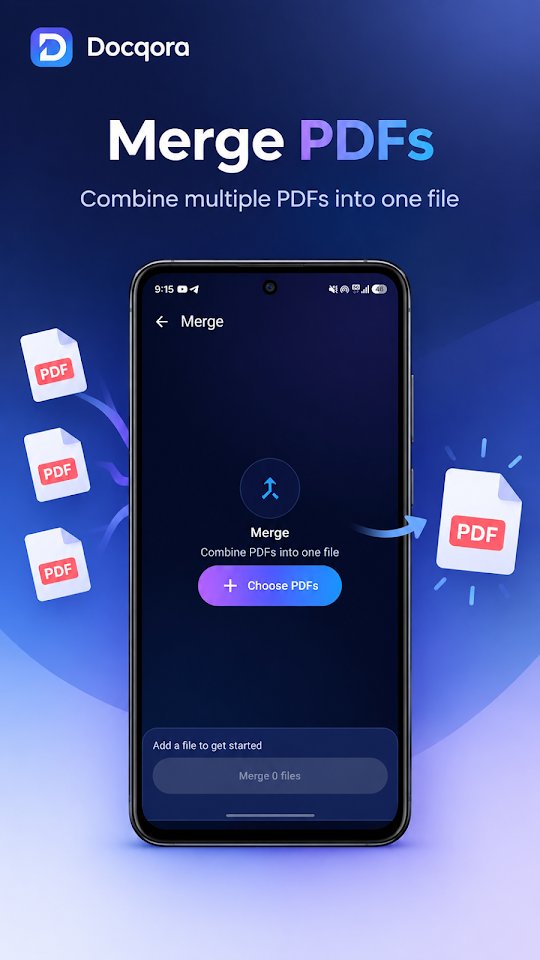 Docqora
Merge PDFs
Combine multiple PDFs into one file
9:15
46
Merge
PDF
PDF
PDF
PDF
Merge
Combine PDFs into one file
+ Choose PDFs
Add a file to get started
Merge 0 files